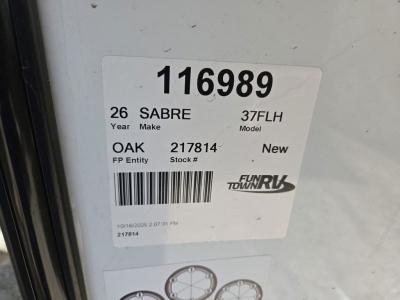 116989
26 SABRE 37FLH
Year Make Model
OAK 217814 New
FP Entity Stock #
FUN TOWN RV
10/16/2025 2:07:31 PM
217814